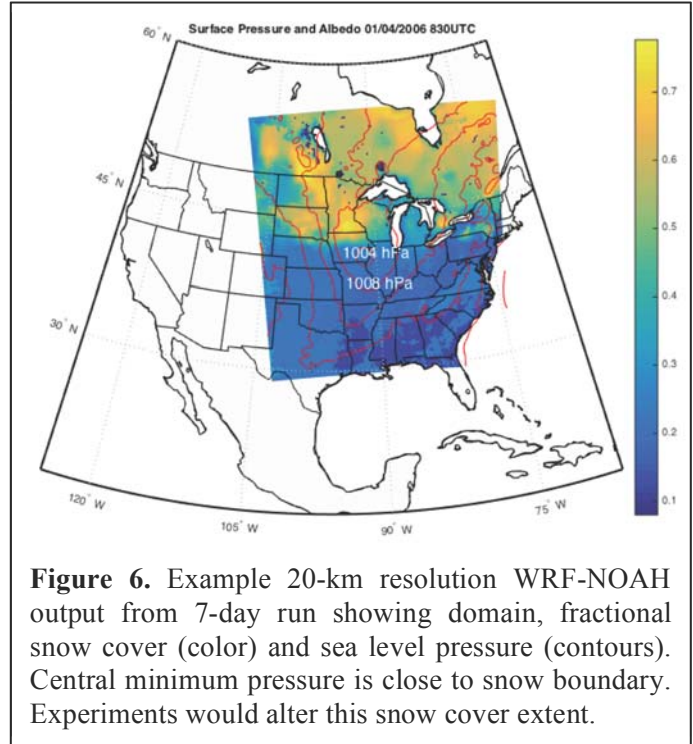 Surface Pressure and Albedo 01/04/2006 830UTC
60° N
45° N
30° N
120° W
105° W
90° W
75° W
1004 hPa
1008 hPa
0.7
0.6
0.5
0.4
0.3
0.2
0.1
Figure 6. Example 20-km resolution WRF-NOAH
output from 7-day run showing domain, fractional
snow cover (color) and sea level pressure (contours).
Central minimum pressure is close to snow boundary.
Experiments would alter this snow cover extent.